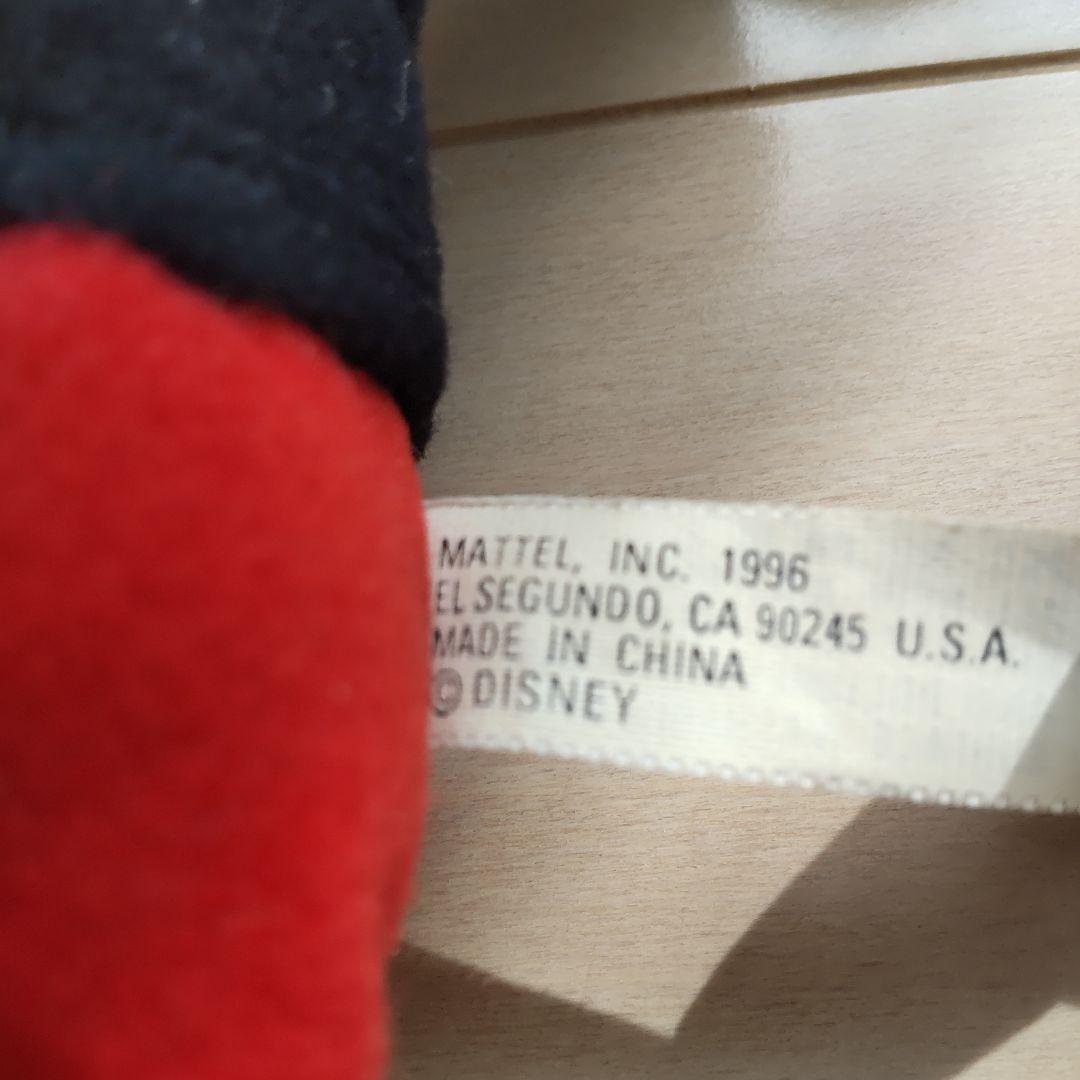 MATTEL, INC. 1996
EL SEGUNDO, CA 90245 U.S.A.
MADE IN CHINA
© DISNEY